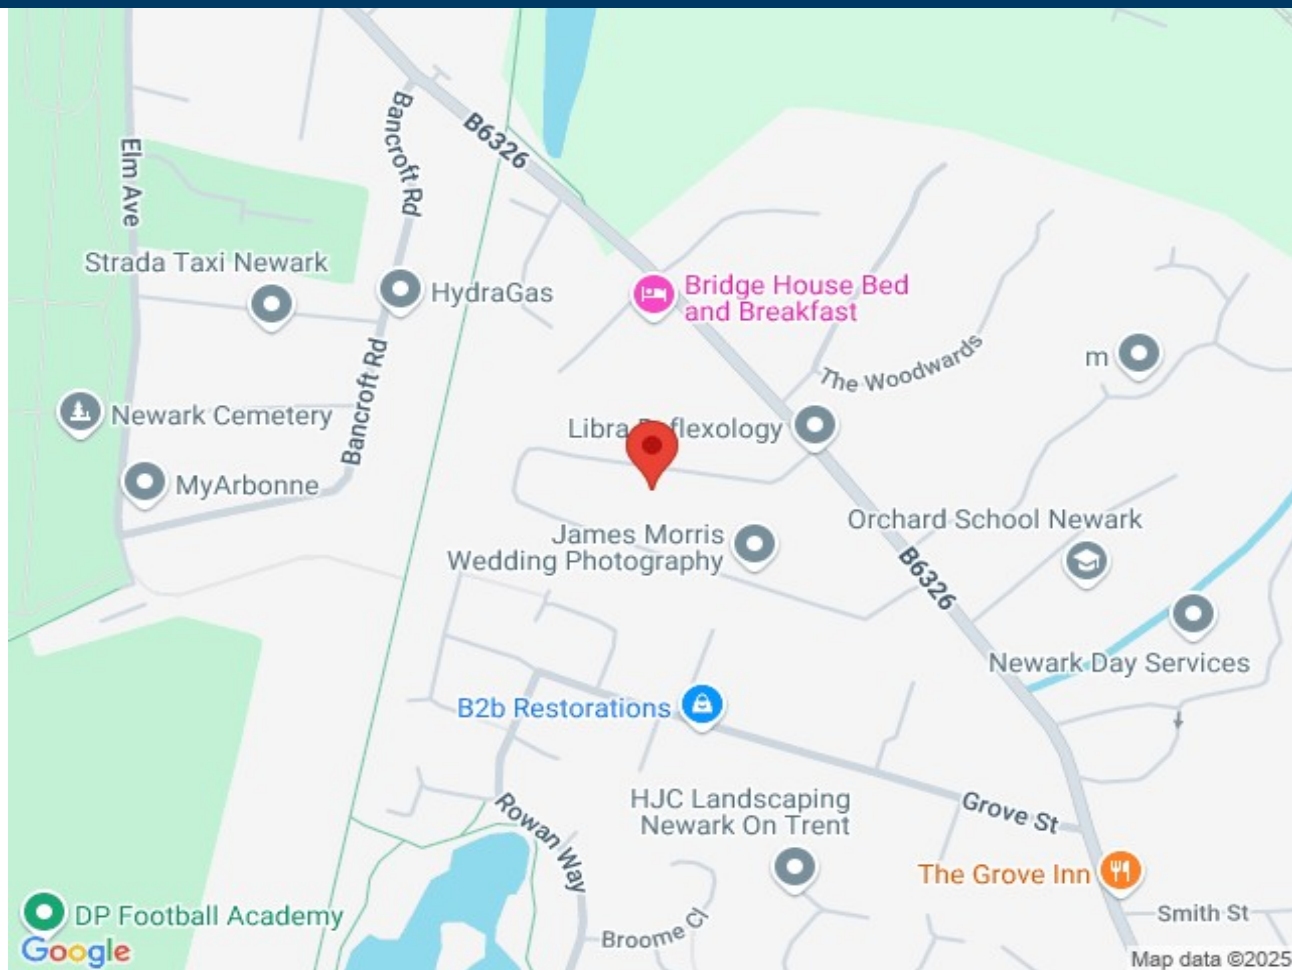 Bancroft Rd
B6326
Elm Ave
Strada Taxi Newark
HydraGas
Bridge House Bed
and Breakfast
The Woodwards
m
Newark Cemetery
Bancroft Rd
Libra Reflexology
MyArbonne
Orchard School Newark
James Morris
Wedding Photography
B6326
Newark Day Services
B2b Restorations
Rowan Way
HJC Landscaping
Newark On Trent
Grove St
The Grove Inn
DP Football Academy
Smith St
Broome Cl
Google
Map data ©2025